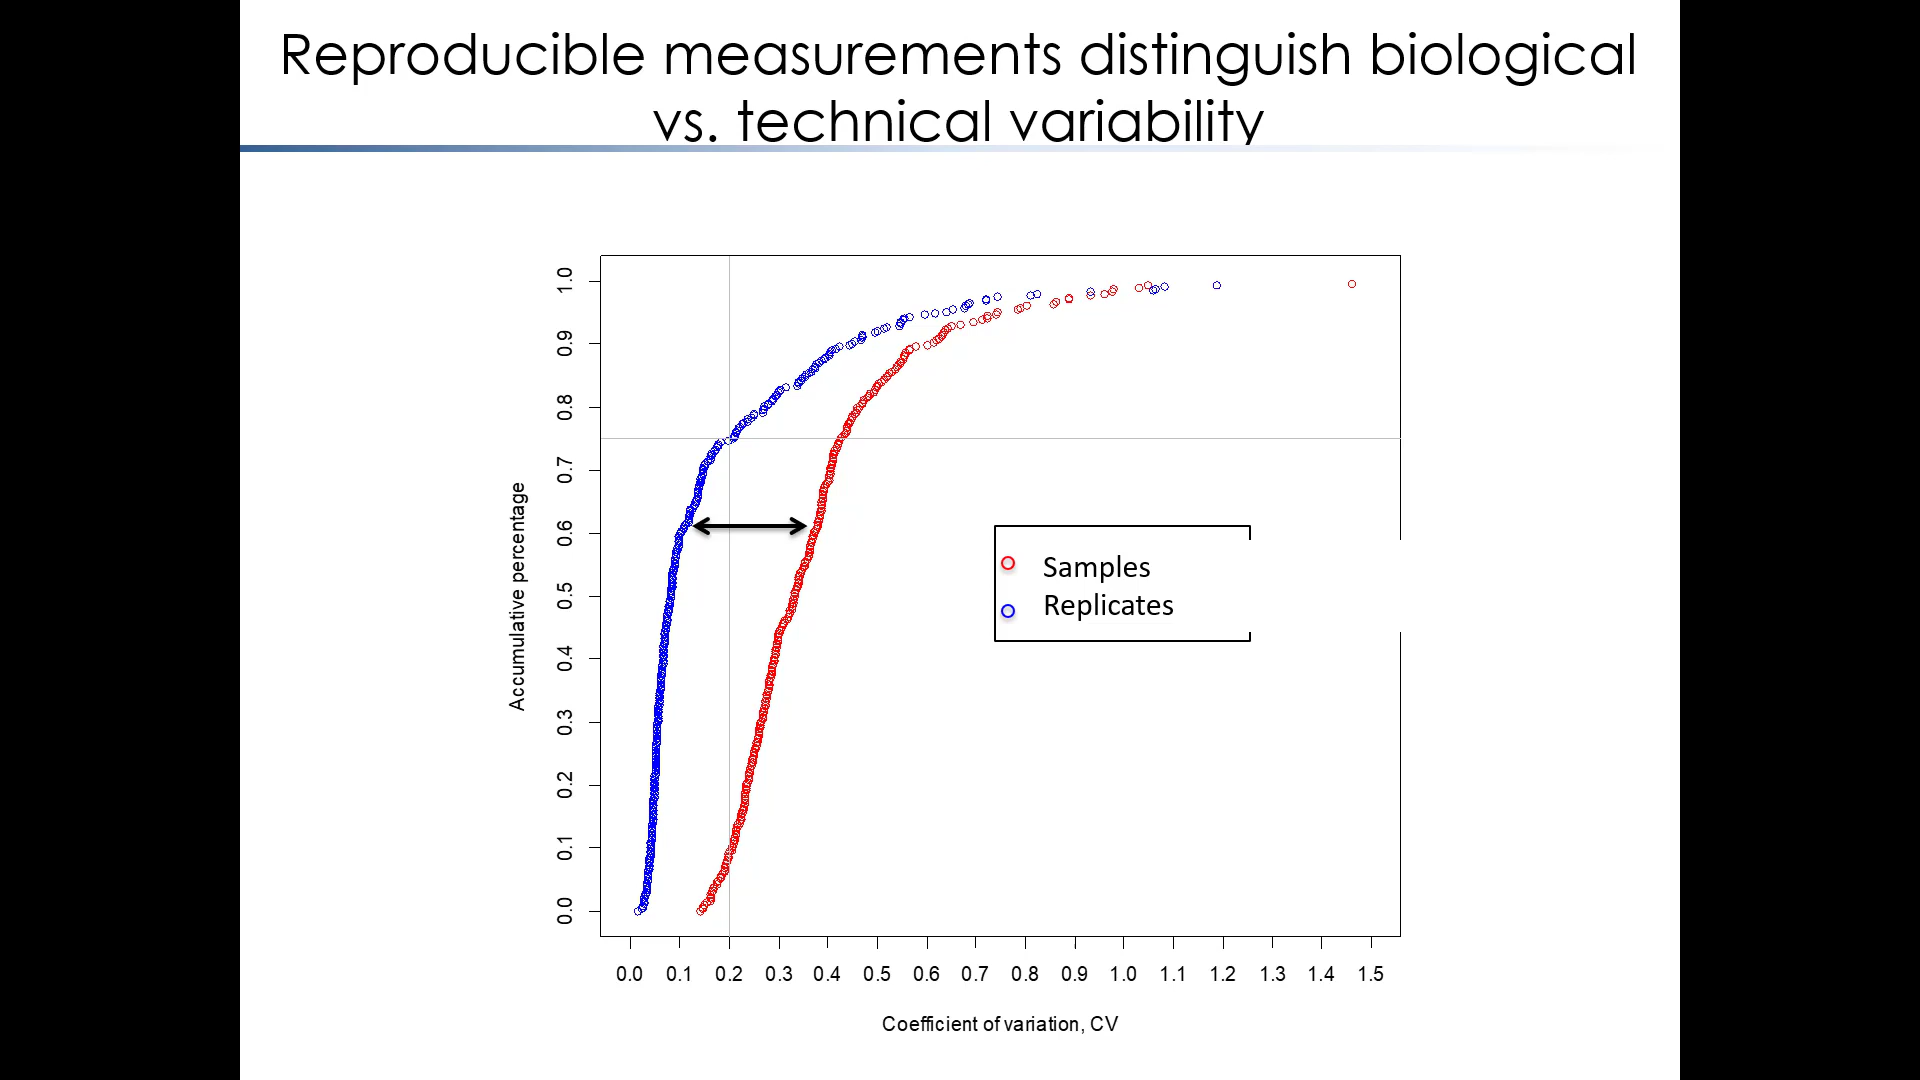 Reproducible measurements distinguish biological
vs. technical variability
Accumulative percentage
1.0
0.9
0.8
0.7
0.6
0.5
0.4
0.3
0.2
0.1
0.0
Samples
Replicates
0.0 0.1 0.2 0.3 0.4 0.5 0.6 0.7 0.8 0.9 1.0 1.1 1.2 1.3 1.4 1.5
Coefficient of variation, CV